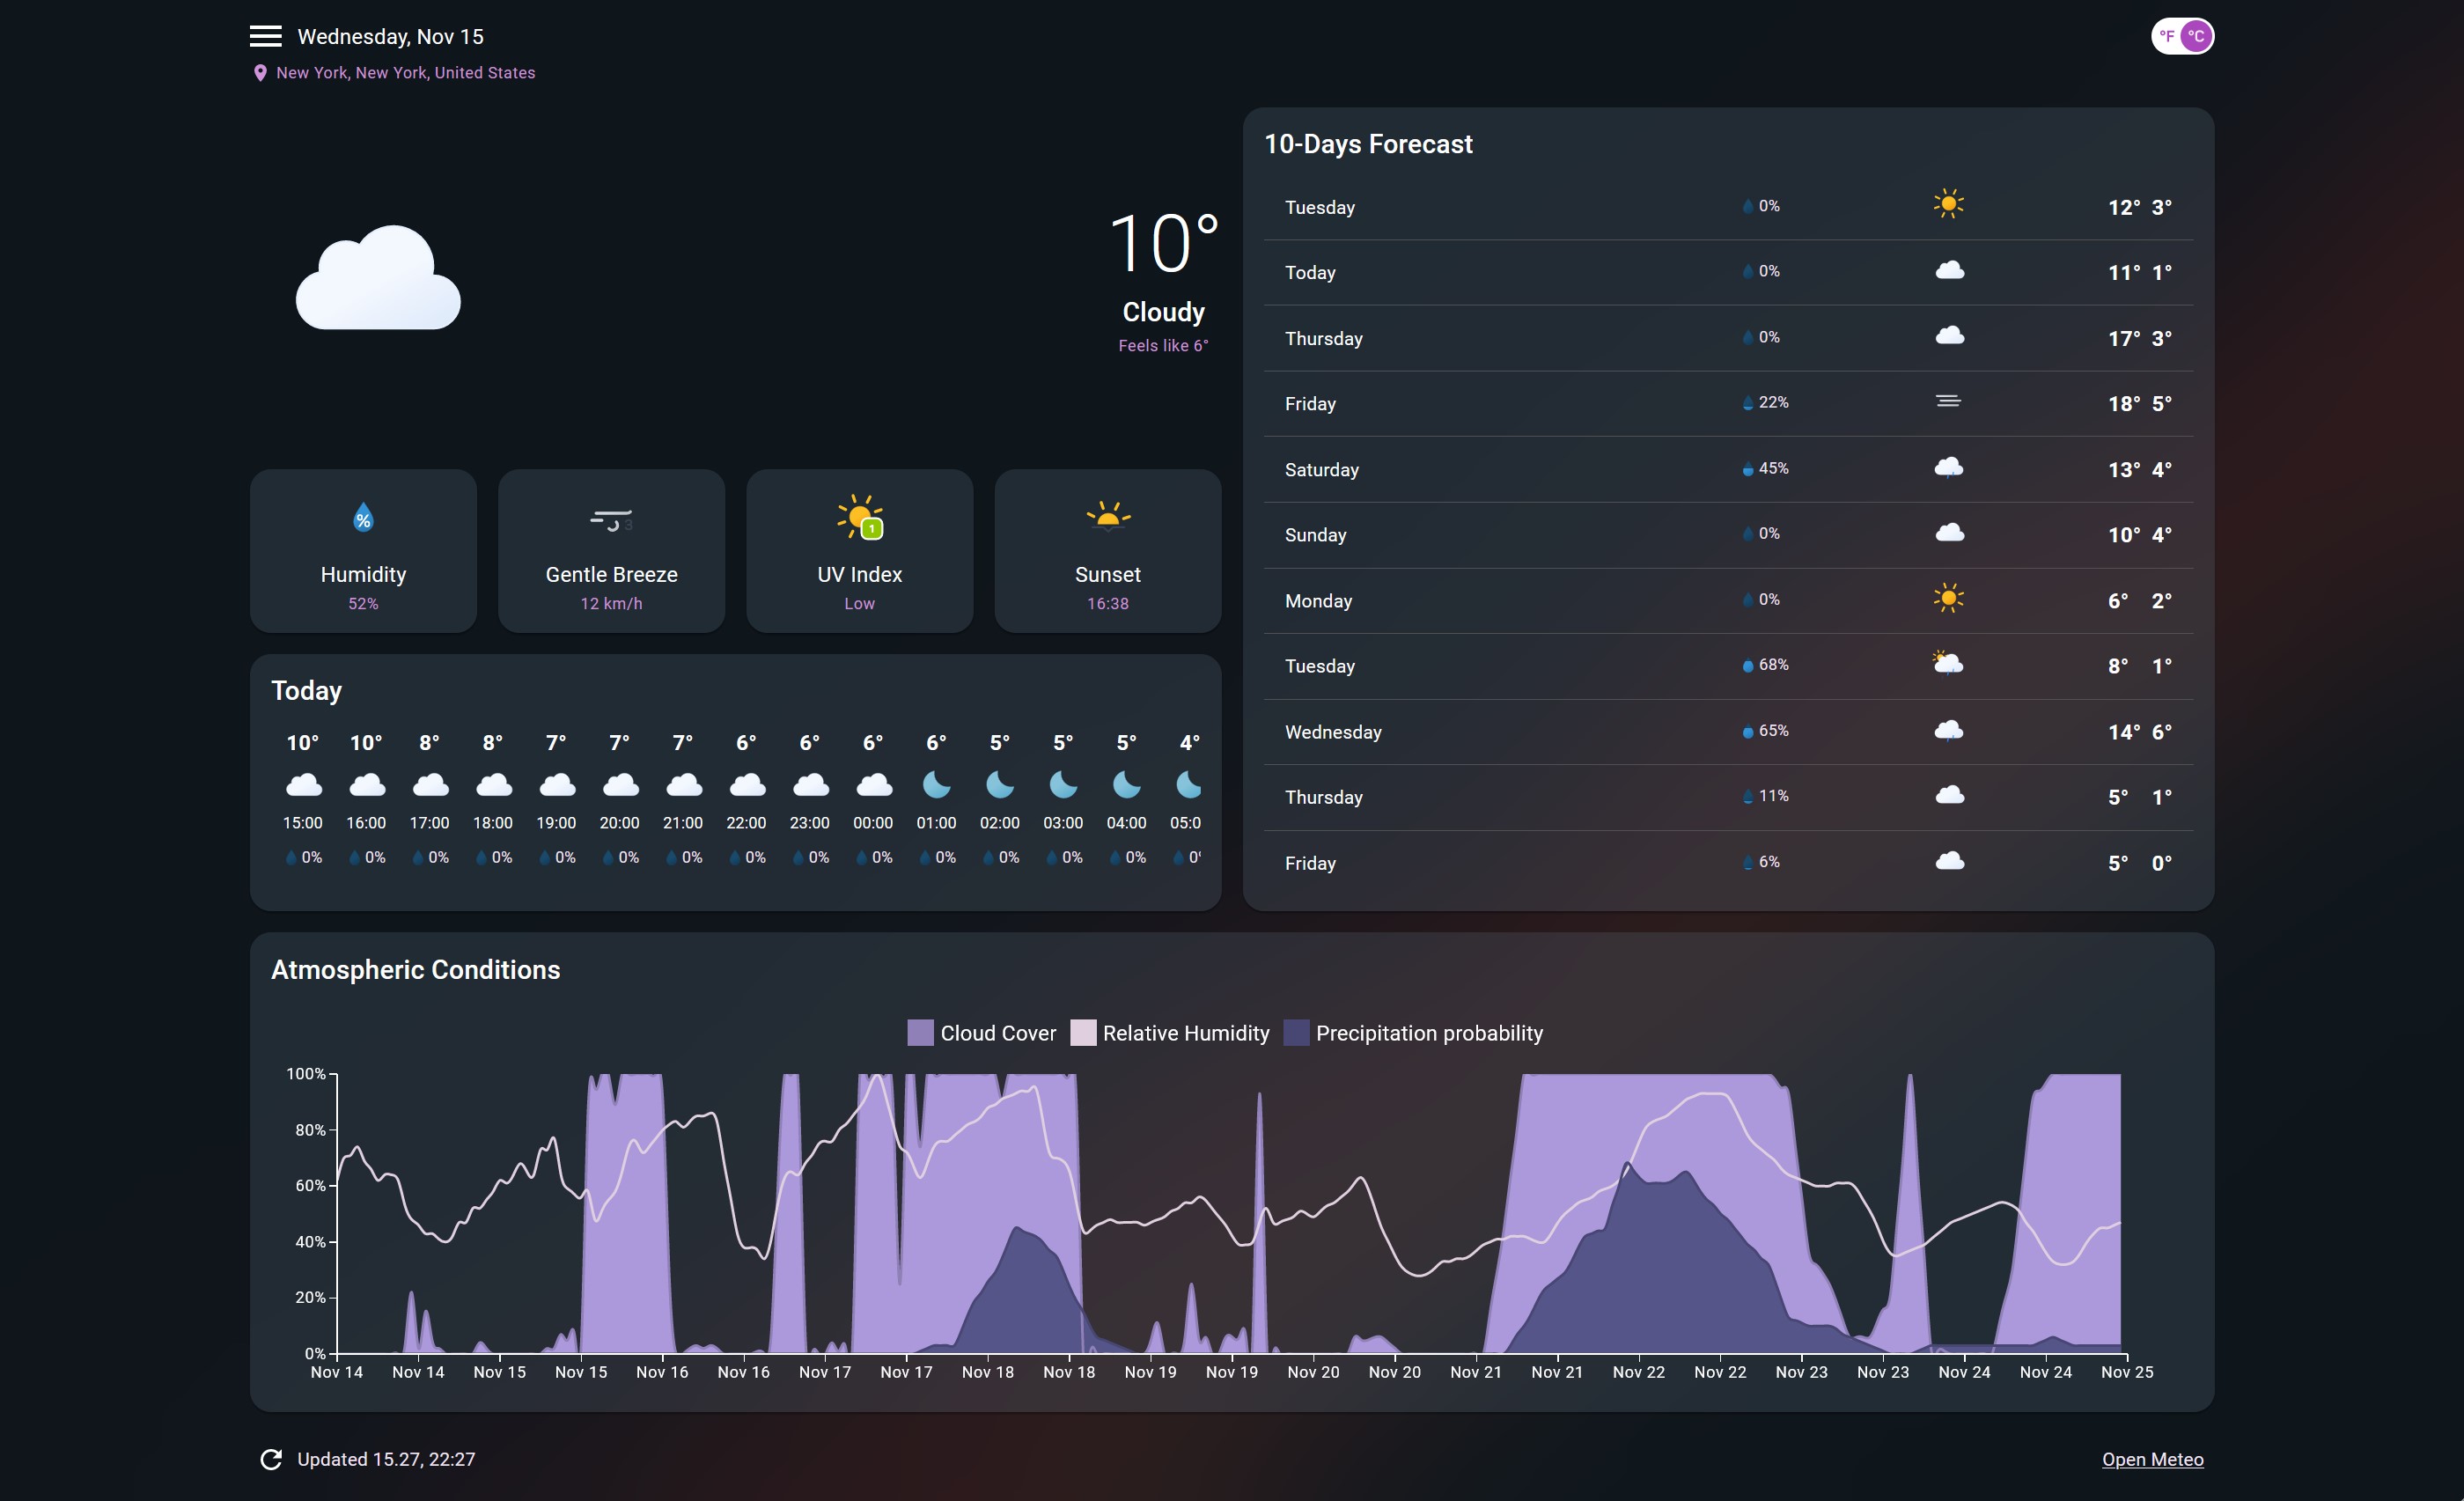 Wednesday, Nov 15
°F °C
New York, New York, United States
10°
Cloudy
Feels like 6°
%
Humidity
52%
3
Gentle Breeze
12 km/h
1
UV Index
Low
Sunset
16:38
Today
10° 10° 8° 8° 7° 7° 7° 6° 6° 6° 6° 5° 5° 5° 4°
15:00 16:00 17:00 18:00 19:00 20:00 21:00 22:00 23:00 00:00 01:00 02:00 03:00 04:00 05:0
0% 0% 0% 0% 0% 0% 0% 0% 0% 0% 0% 0% 0% 0% 0
10-Days Forecast
Tuesday 0% 12° 3°
Today 0% 11° 1°
Thursday 0% 17° 3°
Friday 22% 18° 5°
Saturday 45% 13° 4°
Sunday 0% 10° 4°
Monday 0% 6° 2°
Tuesday 68% 8° 1°
Wednesday 65% 14° 6°
Thursday 11% 5° 1°
Friday 6% 5° 0°
Atmospheric Conditions
Cloud Cover Relative Humidity Precipitation probability
100%
80%
60%
40%
20%
0%
Nov 14 Nov 14 Nov 15 Nov 15 Nov 16 Nov 16 Nov 17 Nov 17 Nov 18 Nov 18 Nov 19 Nov 19 Nov 20 Nov 20 Nov 21 Nov 21 Nov 22 Nov 22 Nov 23 Nov 23 Nov 24 Nov 24 Nov 25
Updated 15.27, 22:27
Open Meteo